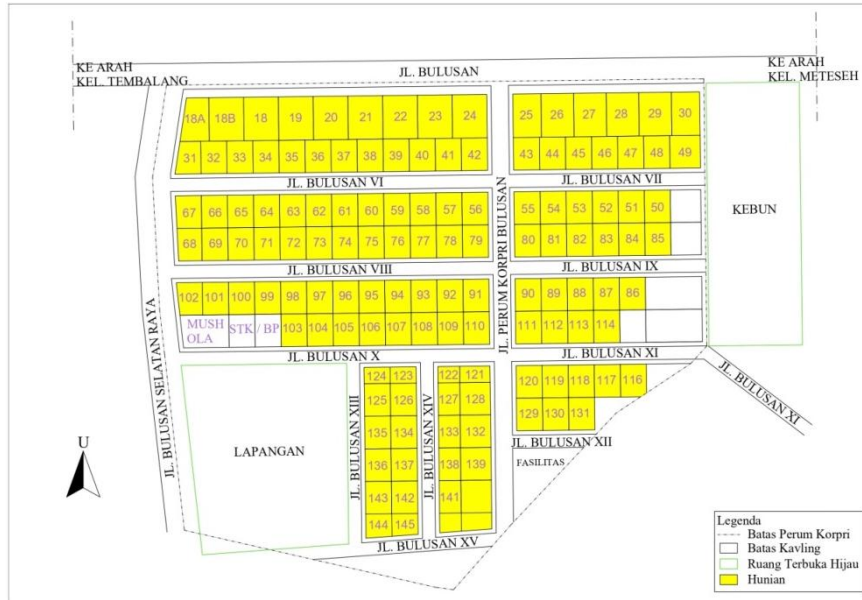 KE ARAH
KEL. TEMBALANG
JL. BULUSAN
KE ARAH
KEL. METESEH
18A 18B 18 19 20 21 22 23 24
25 26 27 28 29 30
31 32 33 34 35 36 37 38 39 40 41 42
43 44 45 46 47 48 49
JL. BULUSAN VI
JL. BULUSAN VII
67 66 65 64 63 62 61 60 59 58 57 56
55 54 53 52 51 50
68 69 70 71 72 73 74 75 76 77 78 79
80 81 82 83 84 85
KEBUN
JL. BULUSAN VIII
JL. BULUSAN IX
JL. PERUM KORPRI BULUSAN
JL. BULUSAN SELATAN RAYA
102 101 100 99 98 97 96 95 94 93 92 91
90 89 88 87 86
MUSH
OLA
STK / BP
103 104 105 106 107 108 109 110
111 112 113 114
JL. BULUSAN X
JL. BULUSAN XI
JL. BULUSAN XI
124 123
122 121
120 119 118 117 116
125 126
127 128
129 130 131
JL. BULUSAN XIII
JL. BULUSAN XIV
135 134
133 132
JL. BULUSAN XII
LAPANGAN
136 137
138 139
FASILITAS
143 142
141
144 145
JL. BULUSAN XV
U
Legenda
Batas Perum Korpri
Batas Kavling
Ruang Terbuka Hijau
Hunian